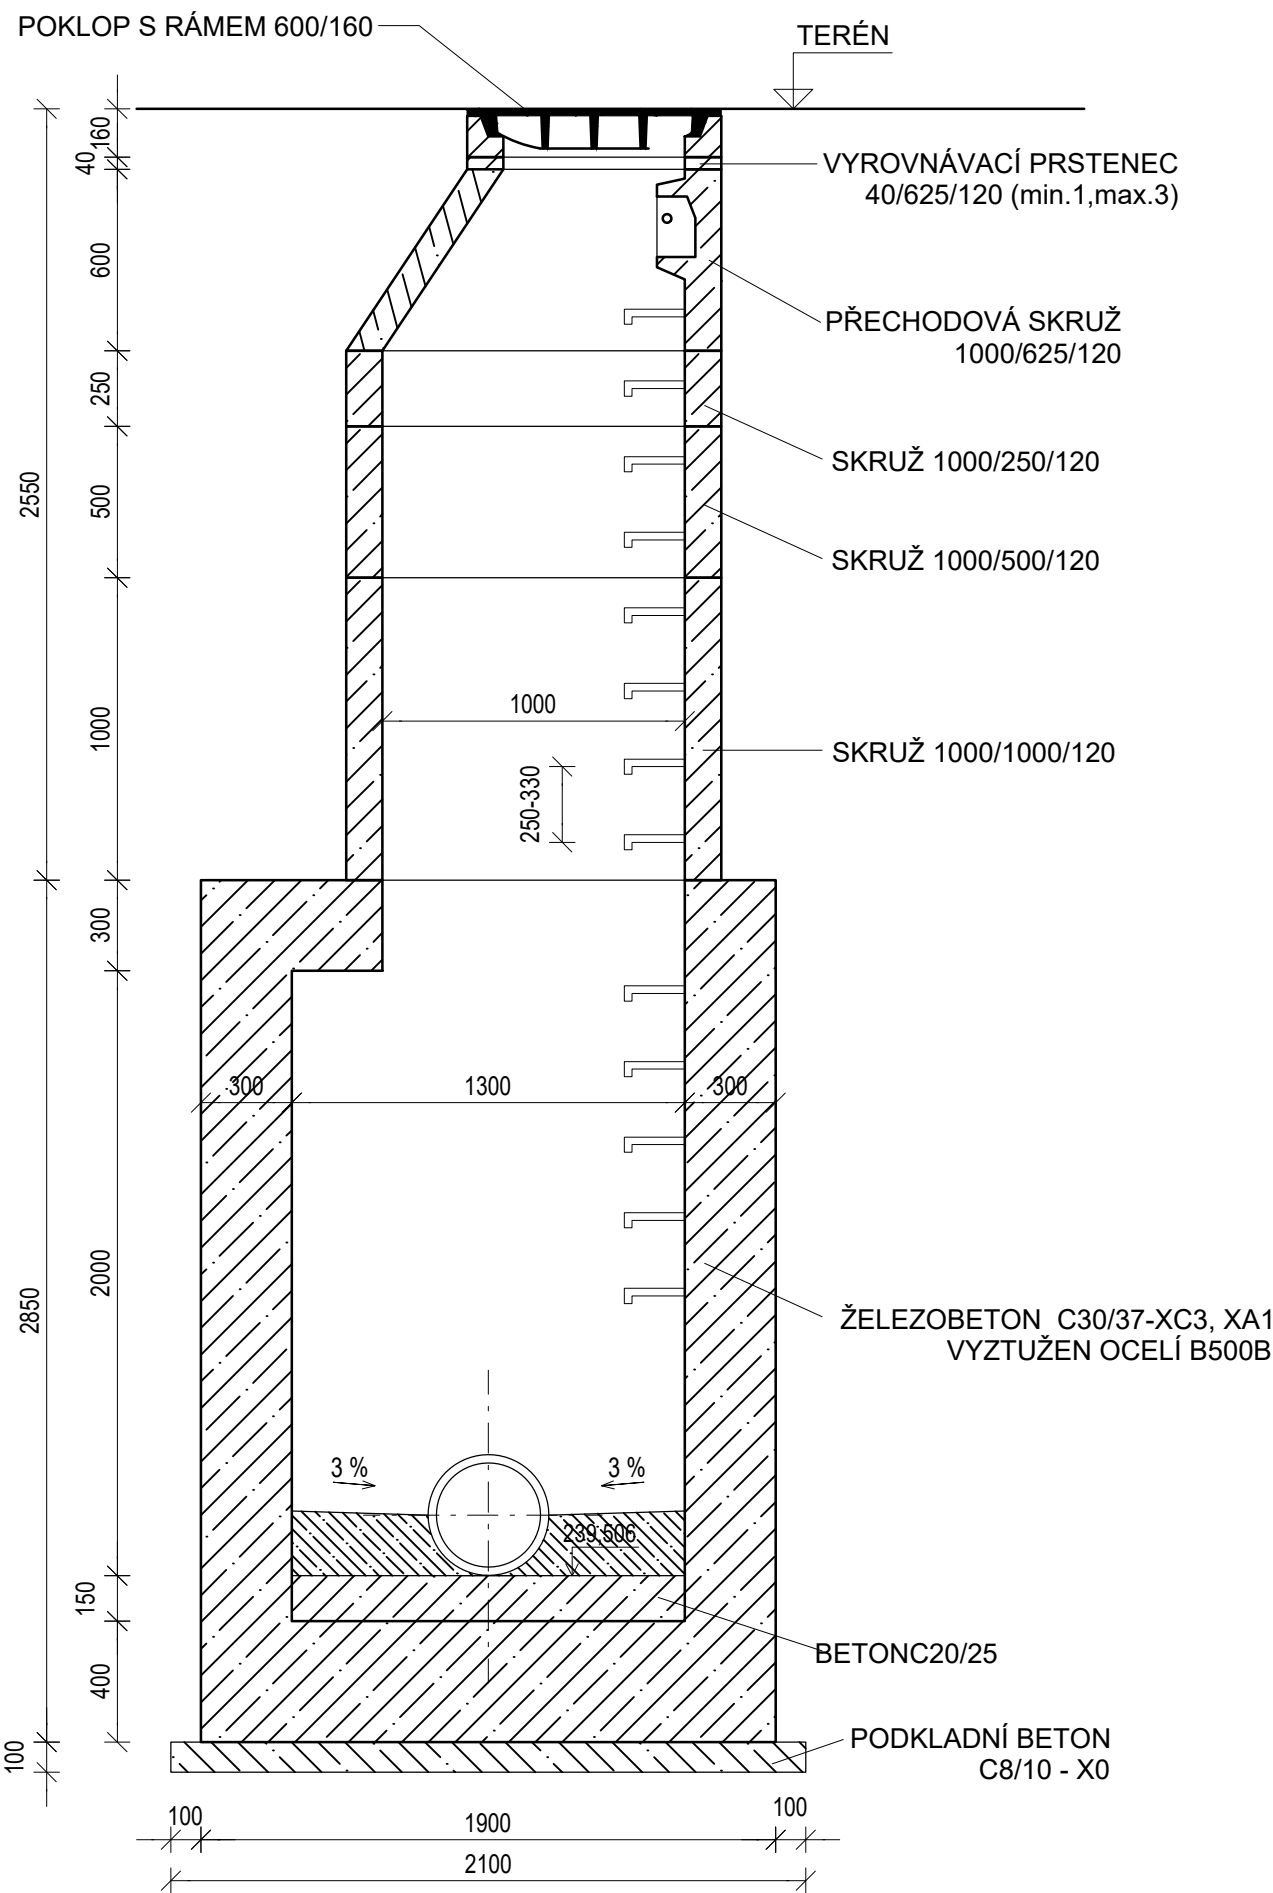 POKLOP S RÁMEM 600/160
TERÉN
160
40
VYROVNÁVACÍ PRSTENEC
40/625/120 (min.1,max.3)
600
PŘECHODOVÁ SKRUŽ
1000/625/120
250
SKRUŽ 1000/250/120
2550
500
SKRUŽ 1000/500/120
1000
1000
SKRUŽ 1000/1000/120
250-330
300
300
1300
300
2000
2850
ŽELEZOBETON C30/37-XC3, XA1
VYZTUŽEN OCELÍ B500B
3 %
3 %
239,506
150
BETONC20/25
400
PODKLADNÍ BETON
C8/10 - X0
100
100
1900
100
2100